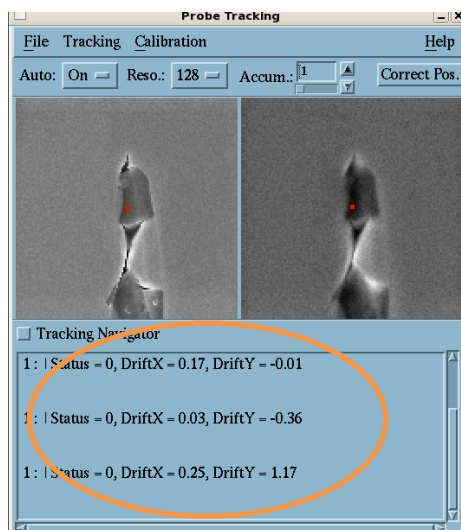 Probe Tracking
File Tracking Calibration Help
Auto: On Reso.: 128 Accum.: 1 Correct Pos.
Tracking Navigator
1 : | Status = 0, DriftX = 0.17, DriftY = -0.01
1 : | Status = 0, DriftX = 0.03, DriftY = -0.36
1 : | Status = 0, DriftX = 0.25, DriftY = 1.17